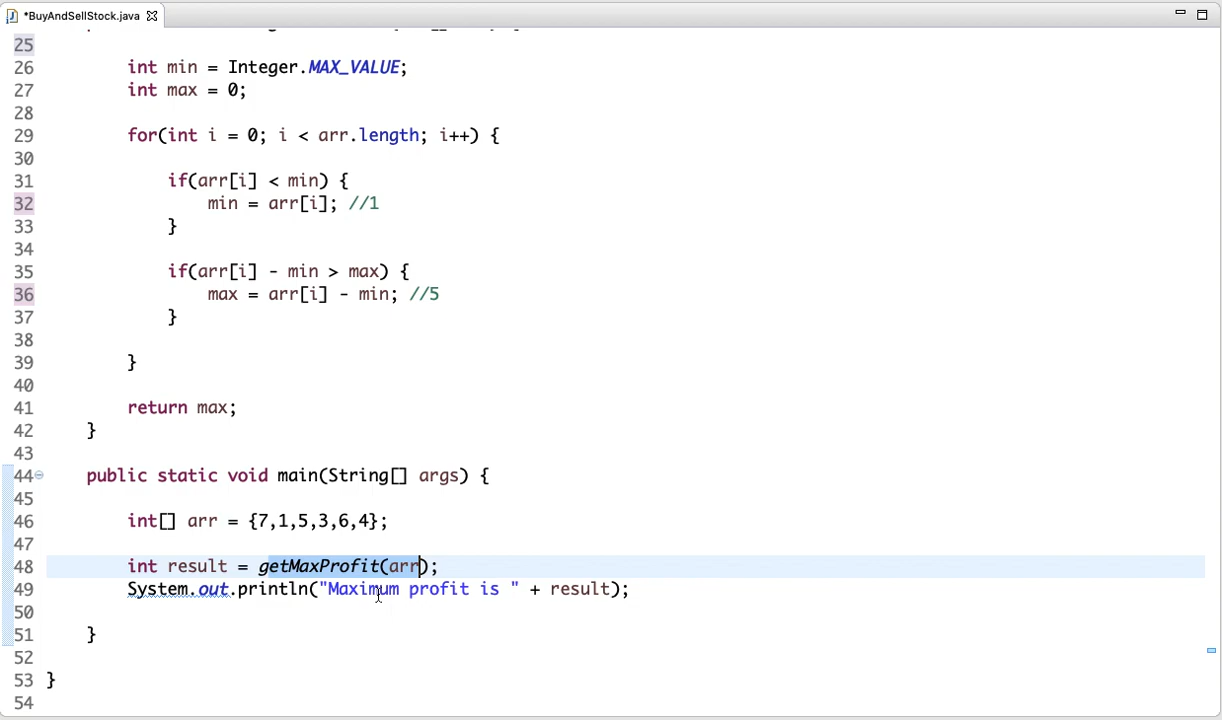 *BuyAndSellStock.java
25
26 int min = Integer.MAX_VALUE;
27 int max = 0;
28
29 for(int i = 0; i < arr.length; i++) {
30
31 if(arr[i] < min) {
32 min = arr[i]; //1
33 }
34
35 if(arr[i] - min > max) {
36 max = arr[i] - min; //5
37 }
38
39 }
40
41 return max;
42 }
43
44 public static void main(String[] args) {
45
46 int[] arr = {7,1,5,3,6,4};
47
48 int result = getMaxProfit(arr);
49 System.out.println("Maximum profit is " + result);
50
51 }
52
53 }
54